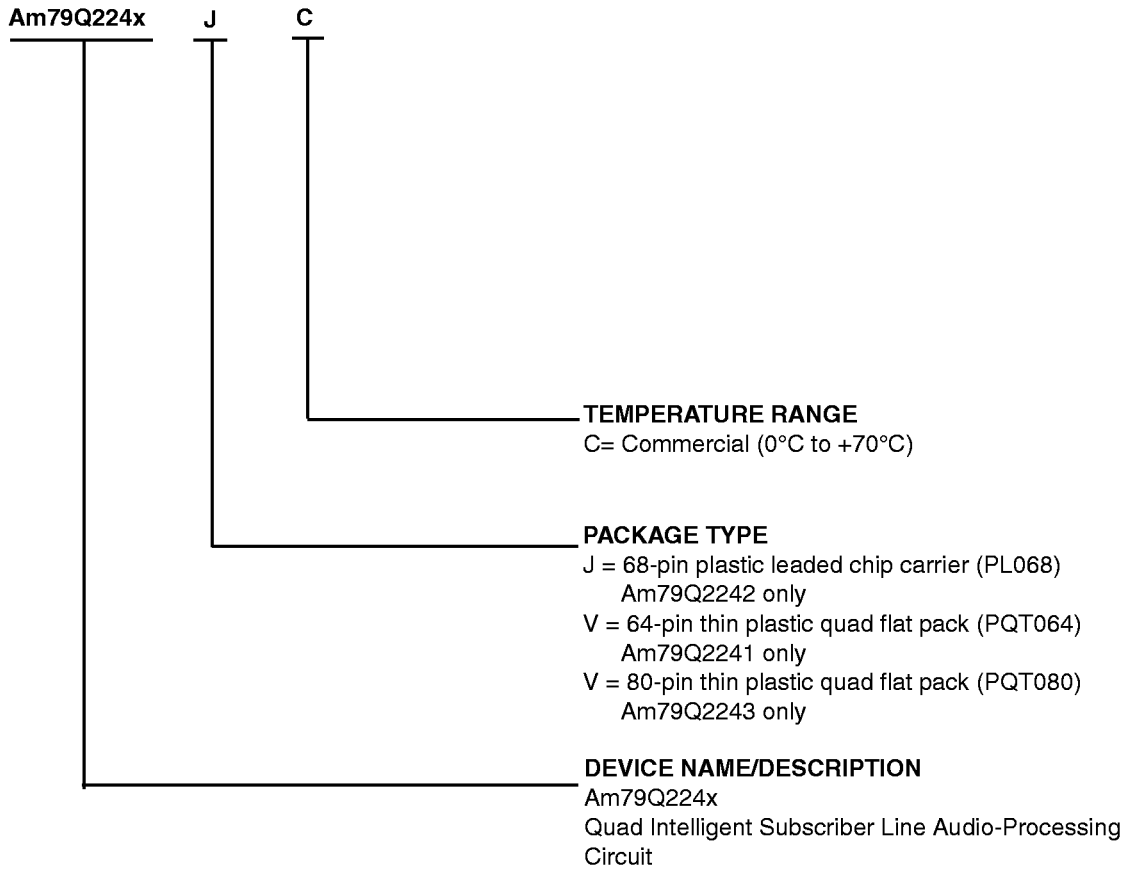 Am79Q224x J C
TEMPERATURE RANGE
C= Commercial (0°C to +70°C)
PACKAGE TYPE
J = 68-pin plastic leaded chip carrier (PL068)
Am79Q2242 only
V = 64-pin thin plastic quad flat pack (PQT064)
Am79Q2241 only
V = 80-pin thin plastic quad flat pack (PQT080)
Am79Q2243 only
DEVICE NAME/DESCRIPTION
Am79Q224x
Quad Intelligent Subscriber Line Audio-Processing
Circuit